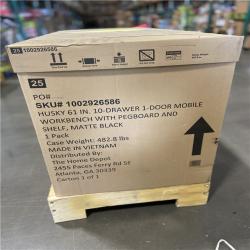 25
25
PO#
SKU# 1002926586
HUSKY 61 IN. 10-DRAWER 1-DOOR MOBILE
WORKBENCH WITH PEGBOARD AND
SHELF, MATTE BLACK
1 Pack
Case Weight: 482.8 lbs
MADE IN VIETNAM
Distributed By:
The Home Depot
2455 Paces Ferry Rd SE
Atlanta, GA 30339
Carton 1 of 1